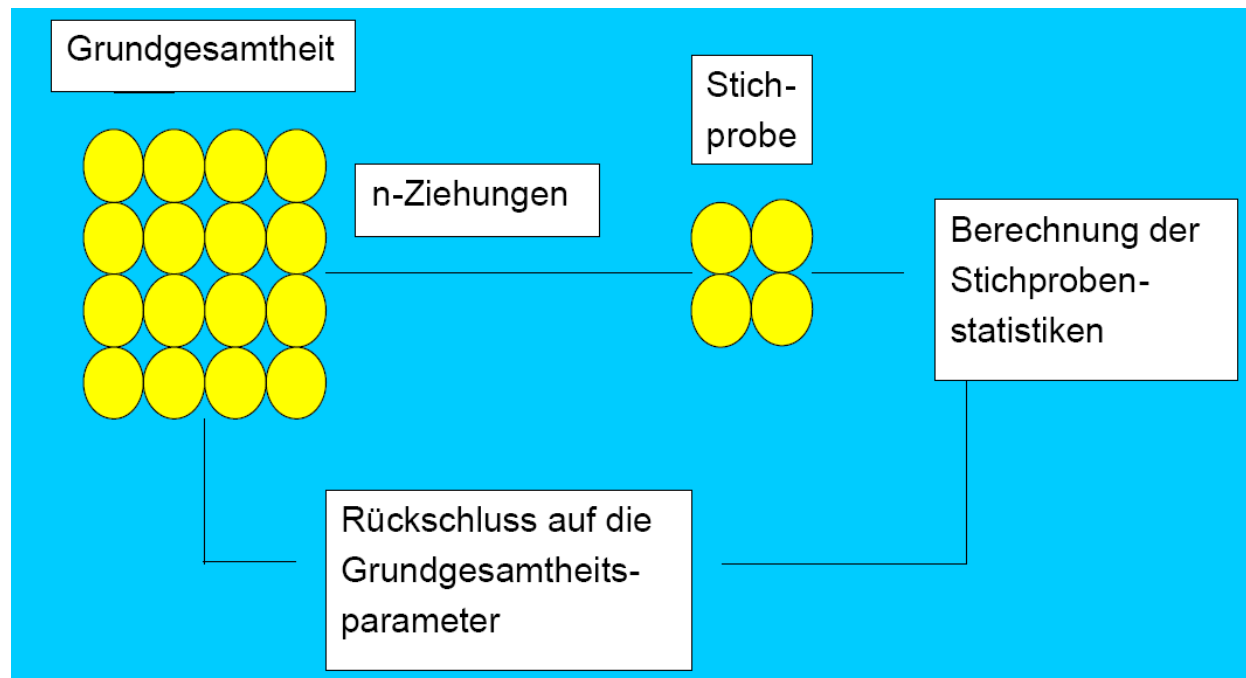 Grundgesamtheit
Stich-
probe
n-Ziehungen
Berechnung der
Stichproben-
statistiken
Rückschluss auf die
Grundgesamtheits-
parameter